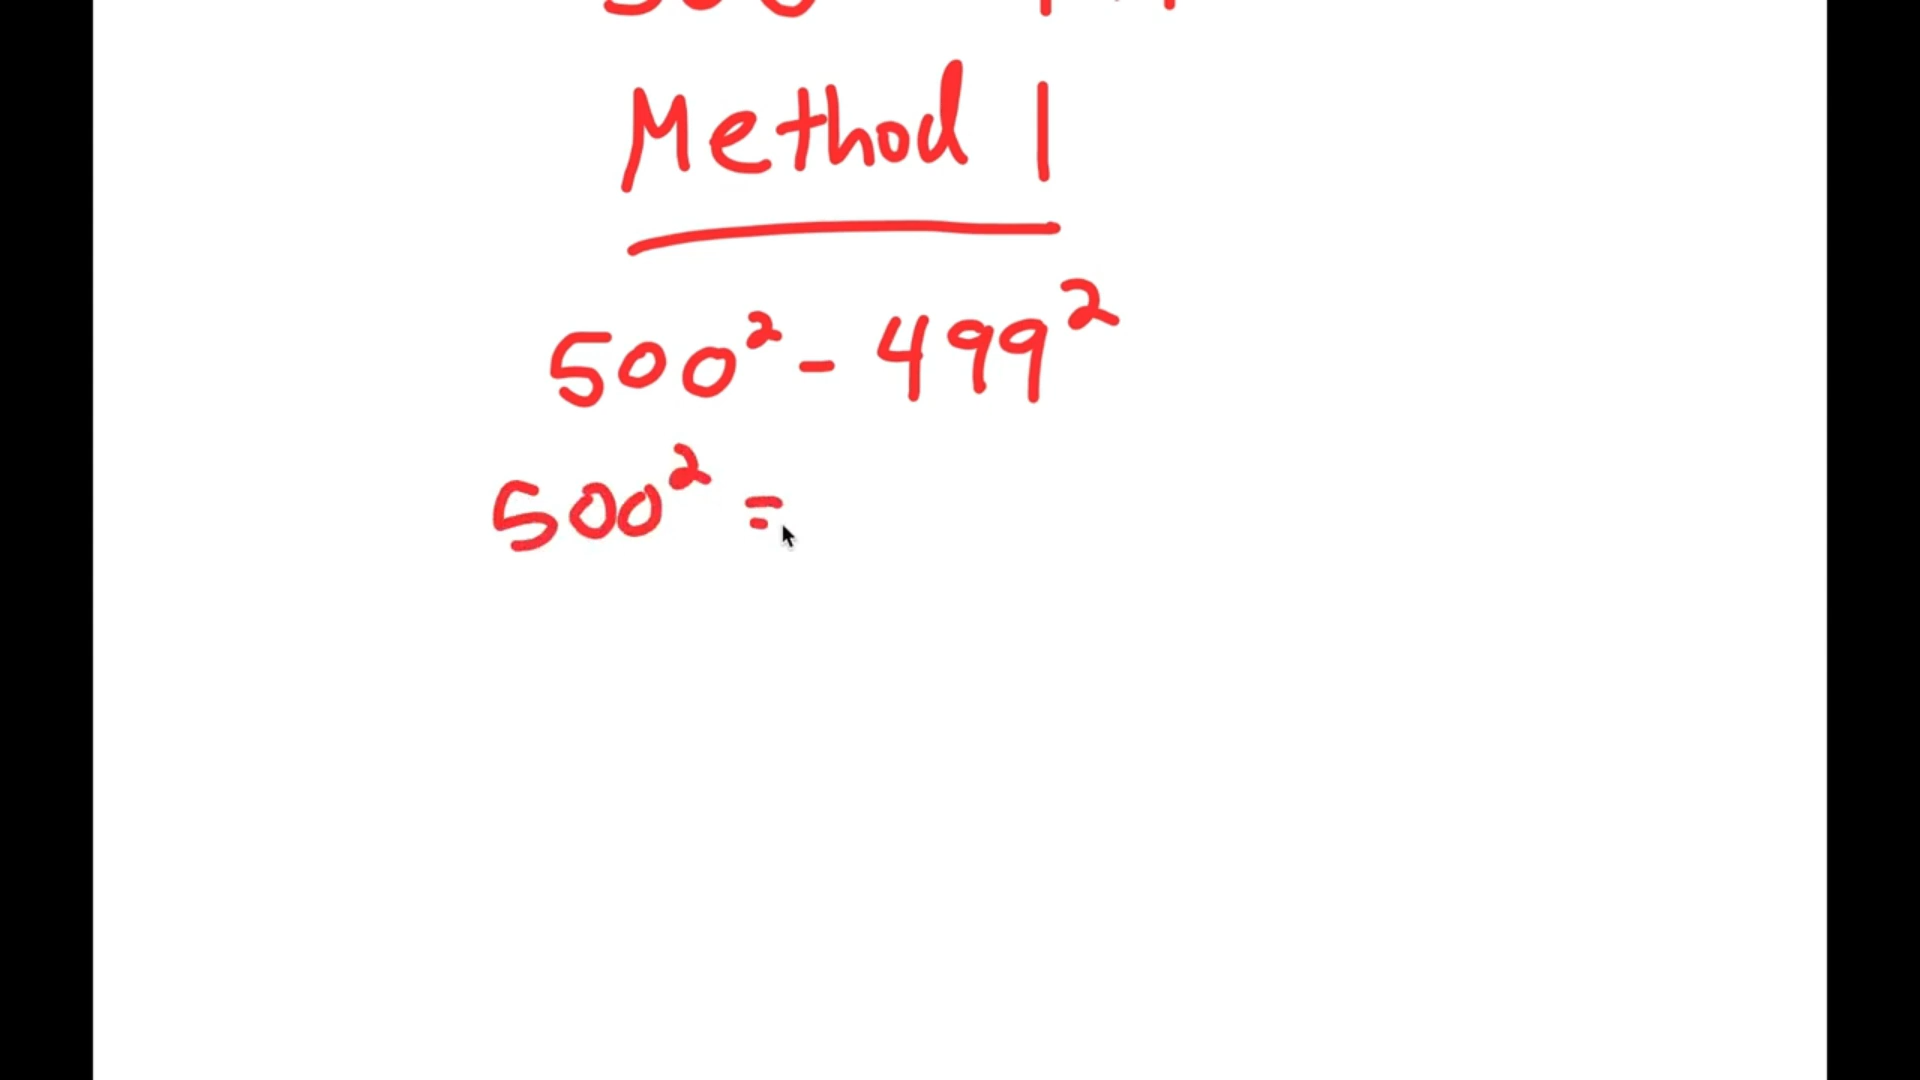 Method 1
500² - 499²
500² =